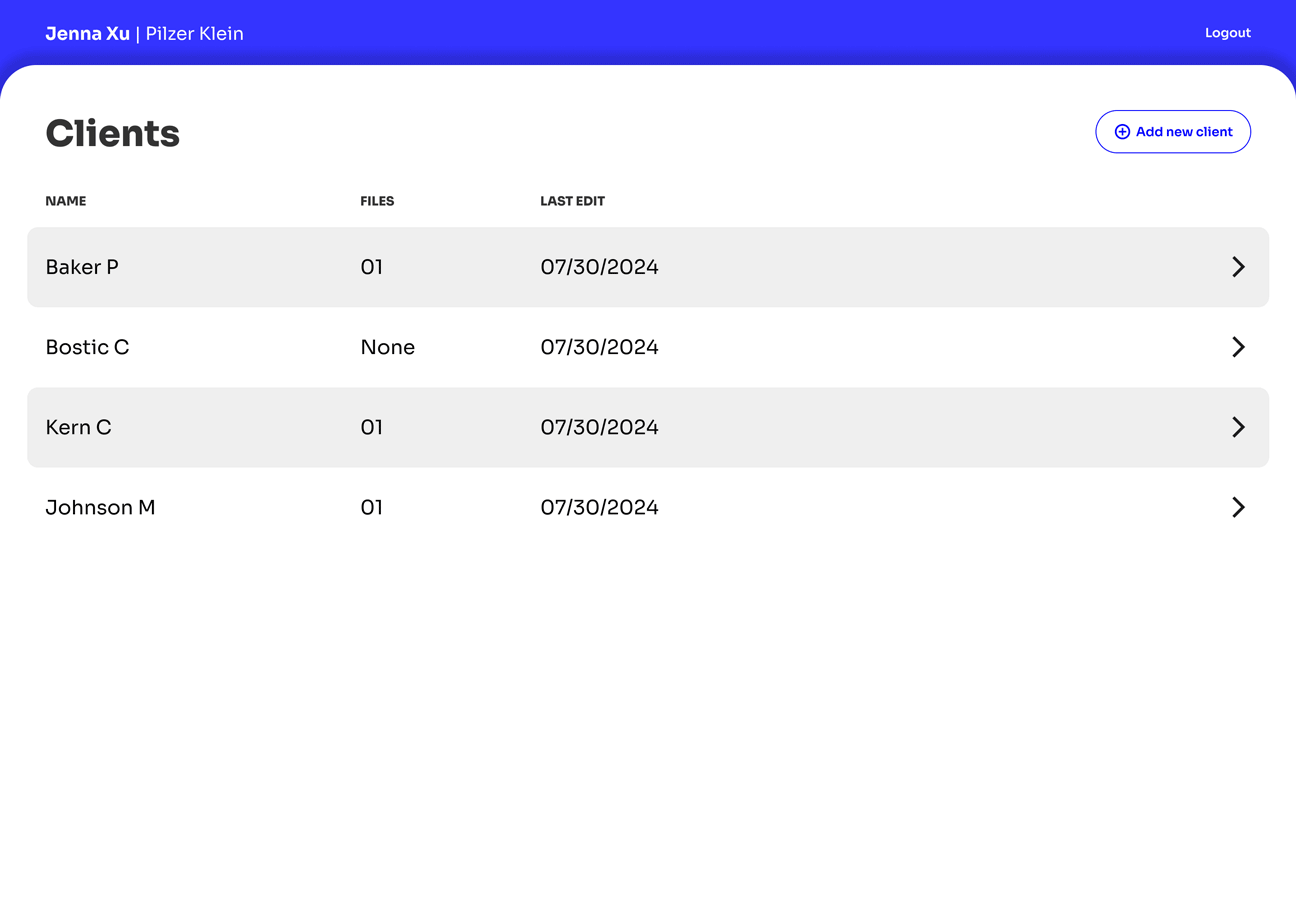 Jenna Xu | Pilzer Klein
Logout
Clients
Add new client
NAME FILES LAST EDIT
Baker P 01 07/30/2024
Bostic C None 07/30/2024
Kern C 01 07/30/2024
Johnson M 01 07/30/2024